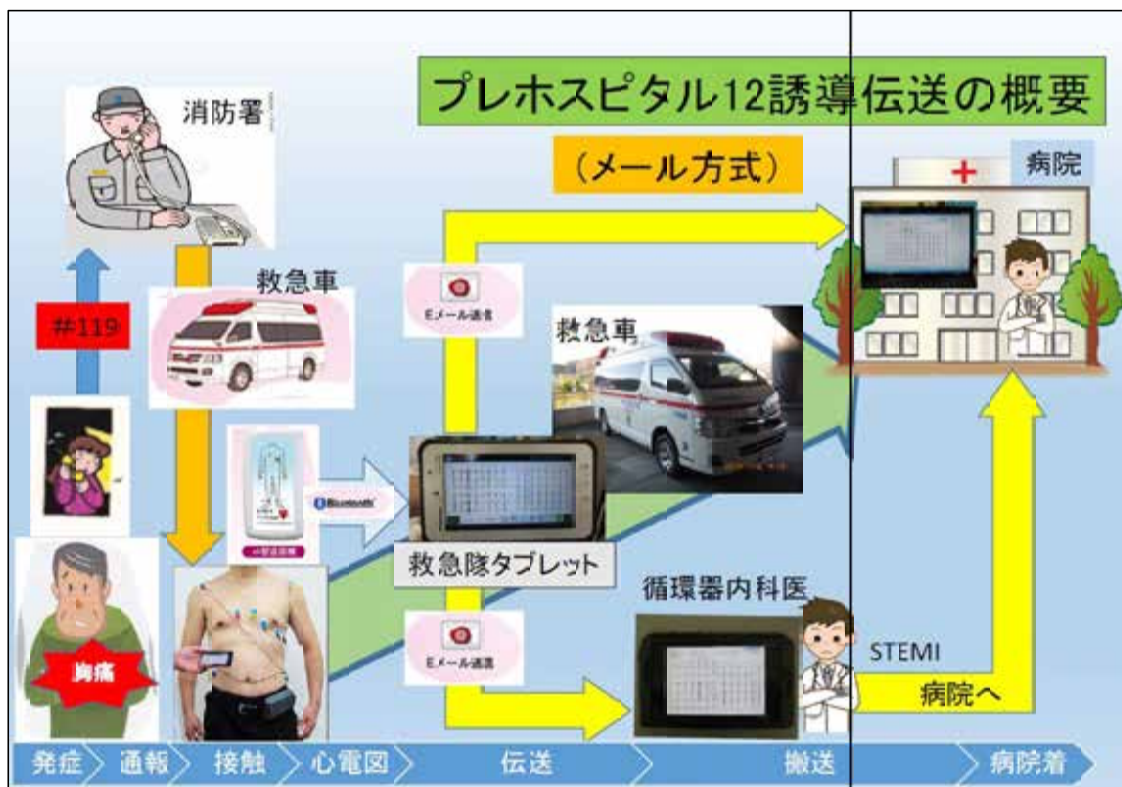 プレホスピタル12誘導伝送の概要
(メール方式)
消防署
病院
救急車
#119
Eメール送信
救急車
Bluetooth
救急隊タブレット
循環器内科医
Eメール送信
胸痛
STEMI
病院へ
発症
通報
接触
心電図
伝送
搬送
病院着